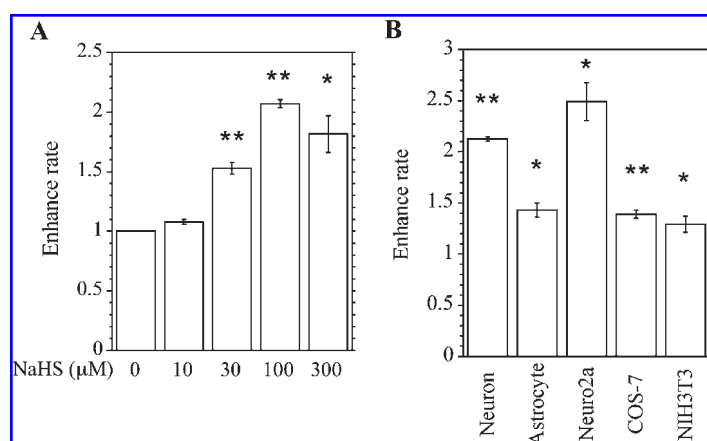 A
B
2.5
2
1.5
1
0.5
0
Enhance rate
**
**
*
NaHS (μM) 0 10 30 100 300
3
2.5
2
1.5
1
0.5
0
Enhance rate
**
*
*
**
*
Neuron
Astrocyte
Neuro2a
COS-7
NIH3T3